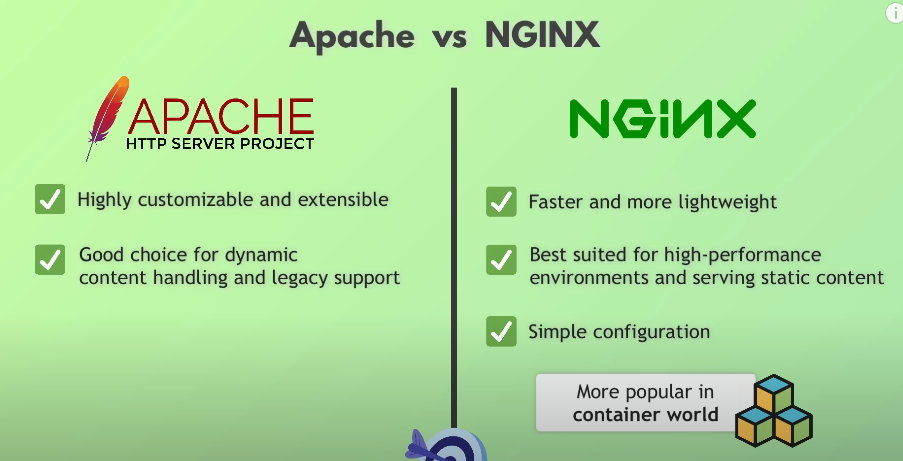 Apache vs NGINX
APACHE
HTTP SERVER PROJECT
Highly customizable and extensible
Good choice for dynamic
content handling and legacy support
NGiNX
Faster and more lightweight
Best suited for high-performance
environments and serving static content
Simple configuration
More popular in
container world
i